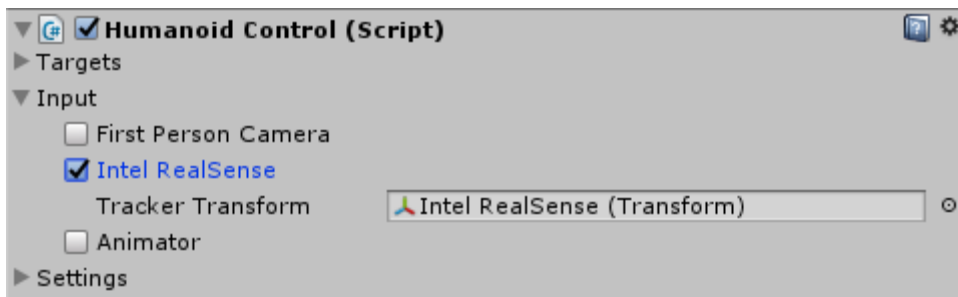 Humanoid Control (Script)
Targets
Input
First Person Camera
Intel RealSense
Tracker Transform Intel RealSense (Transform)
Animator
Settings